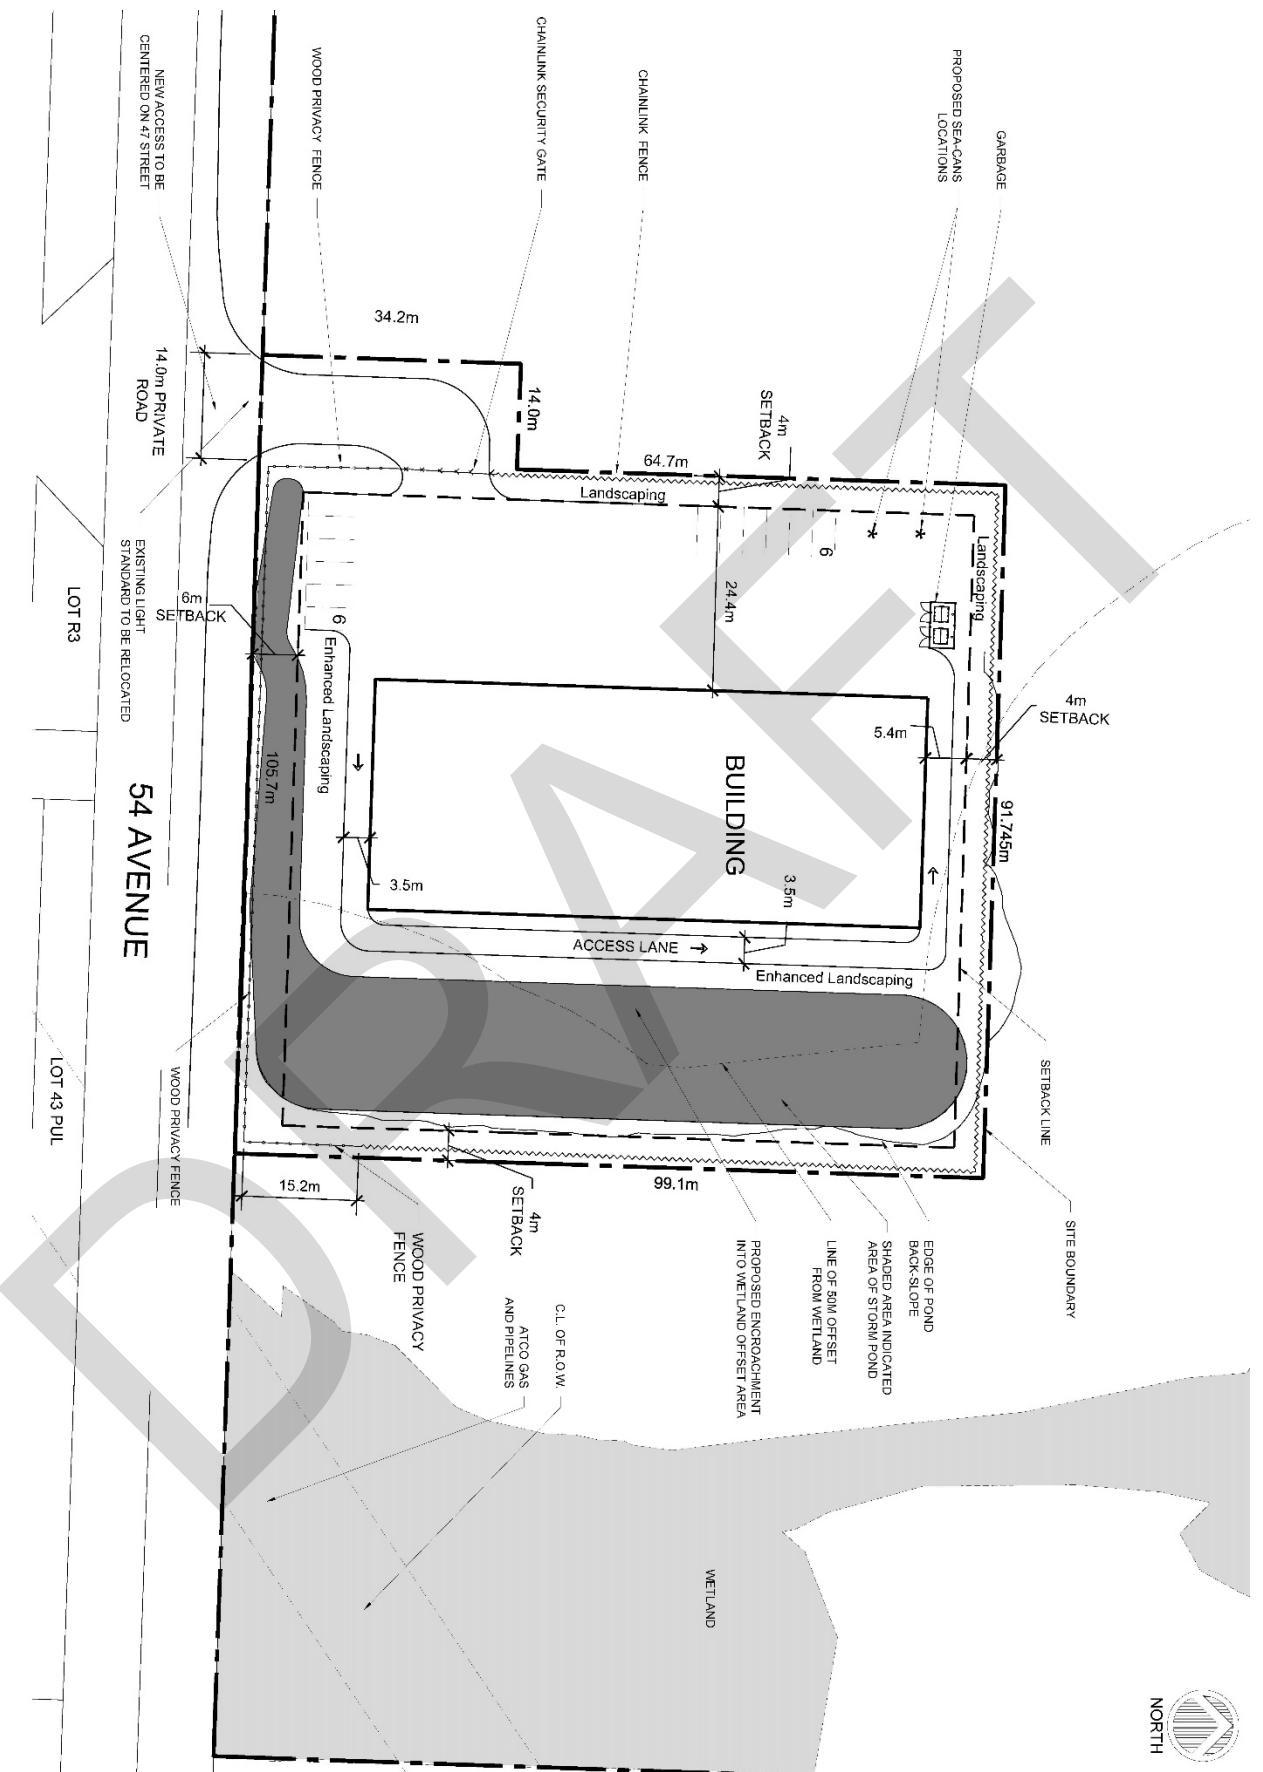 GARBAGE
PROPOSED SEA-CANS
LOCATIONS
CHAINLINK FENCE
CHAINLINK SECURITY GATE
WOOD PRIVACY FENCE
NEW ACCESS TO BE
CENTERED ON 47 STREET
34.2m
14.0m
14.0m PRIVATE
ROAD
4m
SETBACK
64.7m
Landscaping
Landscaping
6
24.4m
EXISTING LIGHT
STANDARD TO BE RELOCATED
LOT R3
6m
SETBACK
6
Enhanced Landscaping
4m
SETBACK
5.4m
105.7m
BUILDING
91.745m
54 AVENUE
3.5m
3.5m
ACCESS LANE
Enhanced Landscaping
LOT 43 PUL
WOOD PRIVACY FENCE
SETBACK LINE
15.2m
4m
SETBACK
99.1m
SITE BOUNDARY
WOOD PRIVACY
FENCE
EDGE OF POND
BACK-SLOPE
SHADED AREA INDICATED
AREA OF STORM POND
LINE OF 50M OFFSET
FROM WETLAND
PROPOSED ENCROACHMENT
INTO WETLAND OFFSET AREA
C.L. OF R.O.W.
ATCO GAS
AND PIPELINES
WETLAND
NORTH
DRAFT